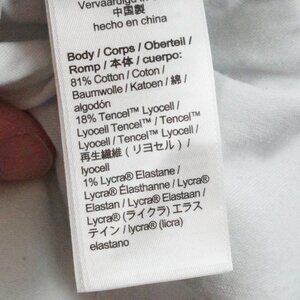 Vervaardigd in
中国製
hecho en china
Body / Corps / Oberteil /
Romp / 本体 / cuerpo:
81% Cotton / Coton /
Baumwolle / Katoen / 綿 /
algodón
18% Tencel™ Lyocell /
Lyocell Tencel™ / Tencel™
Lyocell / Tencel™ Lyocell /
再生繊維 (リヨセル) /
lyocell
1% Lycra® Elastane /
Lycra® Élasthanne / Lycra®
Elastan / Lycra® Elastaan /
Lycra® (ライクラ) エラス
テイン / lycra® (licra)
elastano